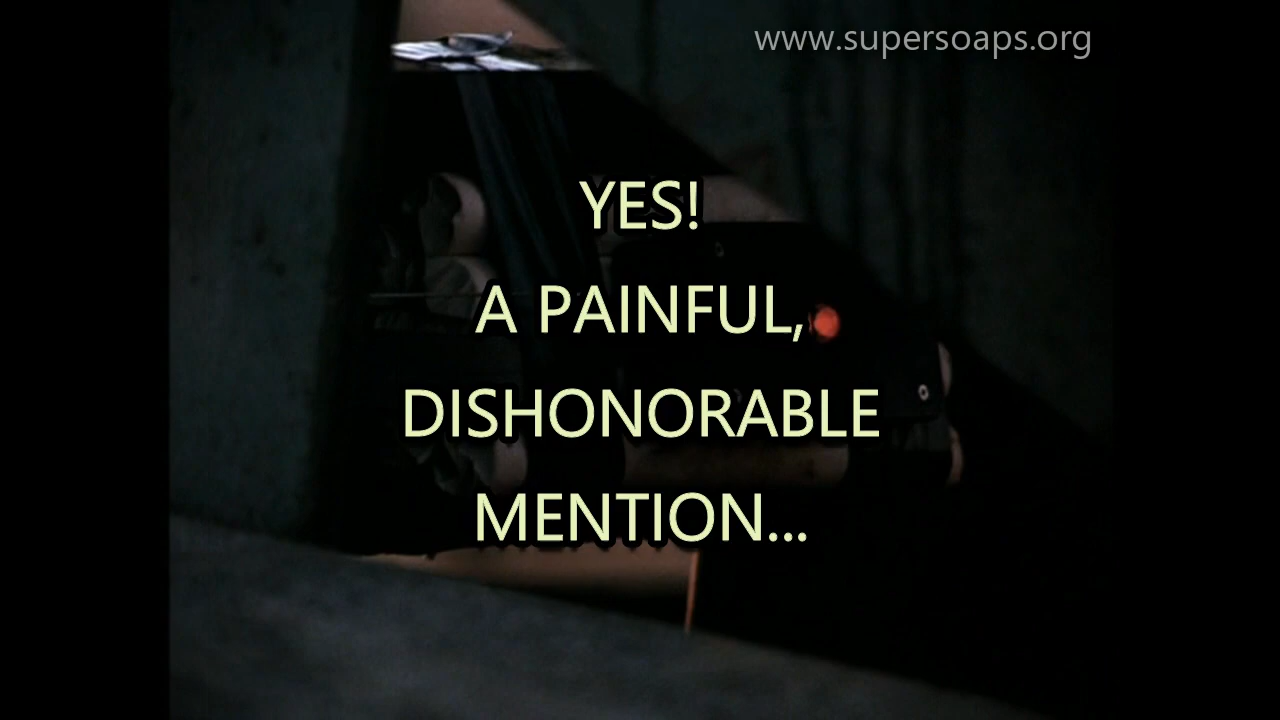 www.supersoaps.org
YES!
A PAINFUL,
DISHONORABLE
MENTION...